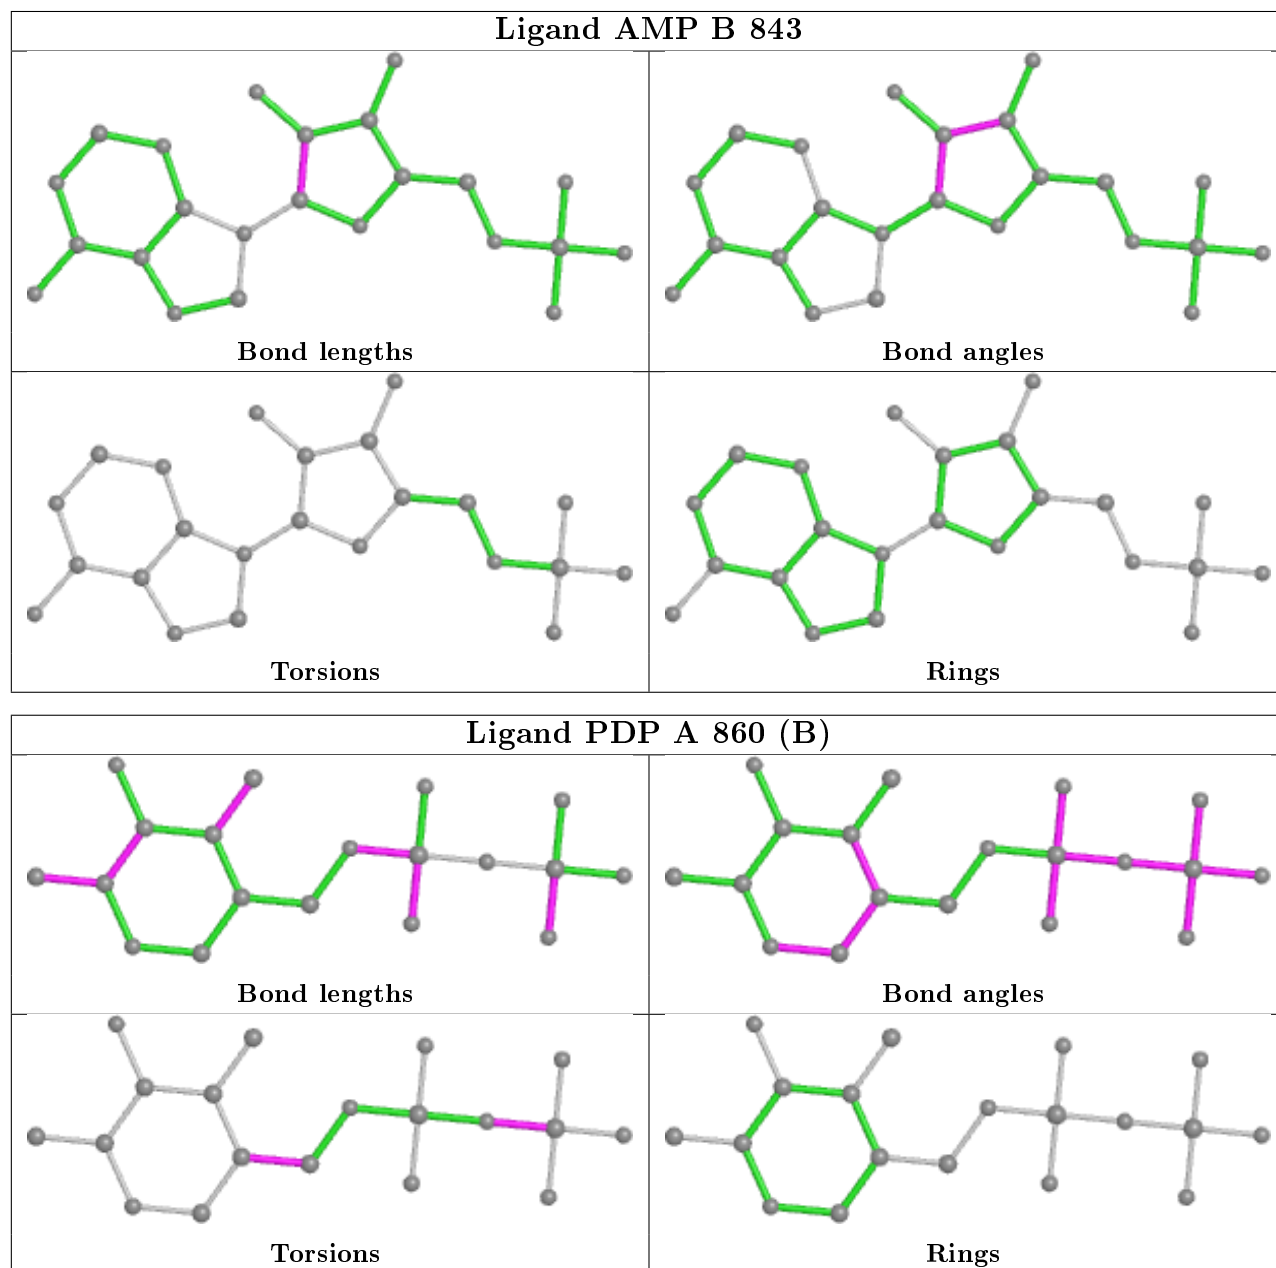 Ligand AMP B 843
Bond lengths
Bond angles
Torsions
Rings
Ligand PDP A 860 (B)
Bond lengths
Bond angles
Torsions
Rings